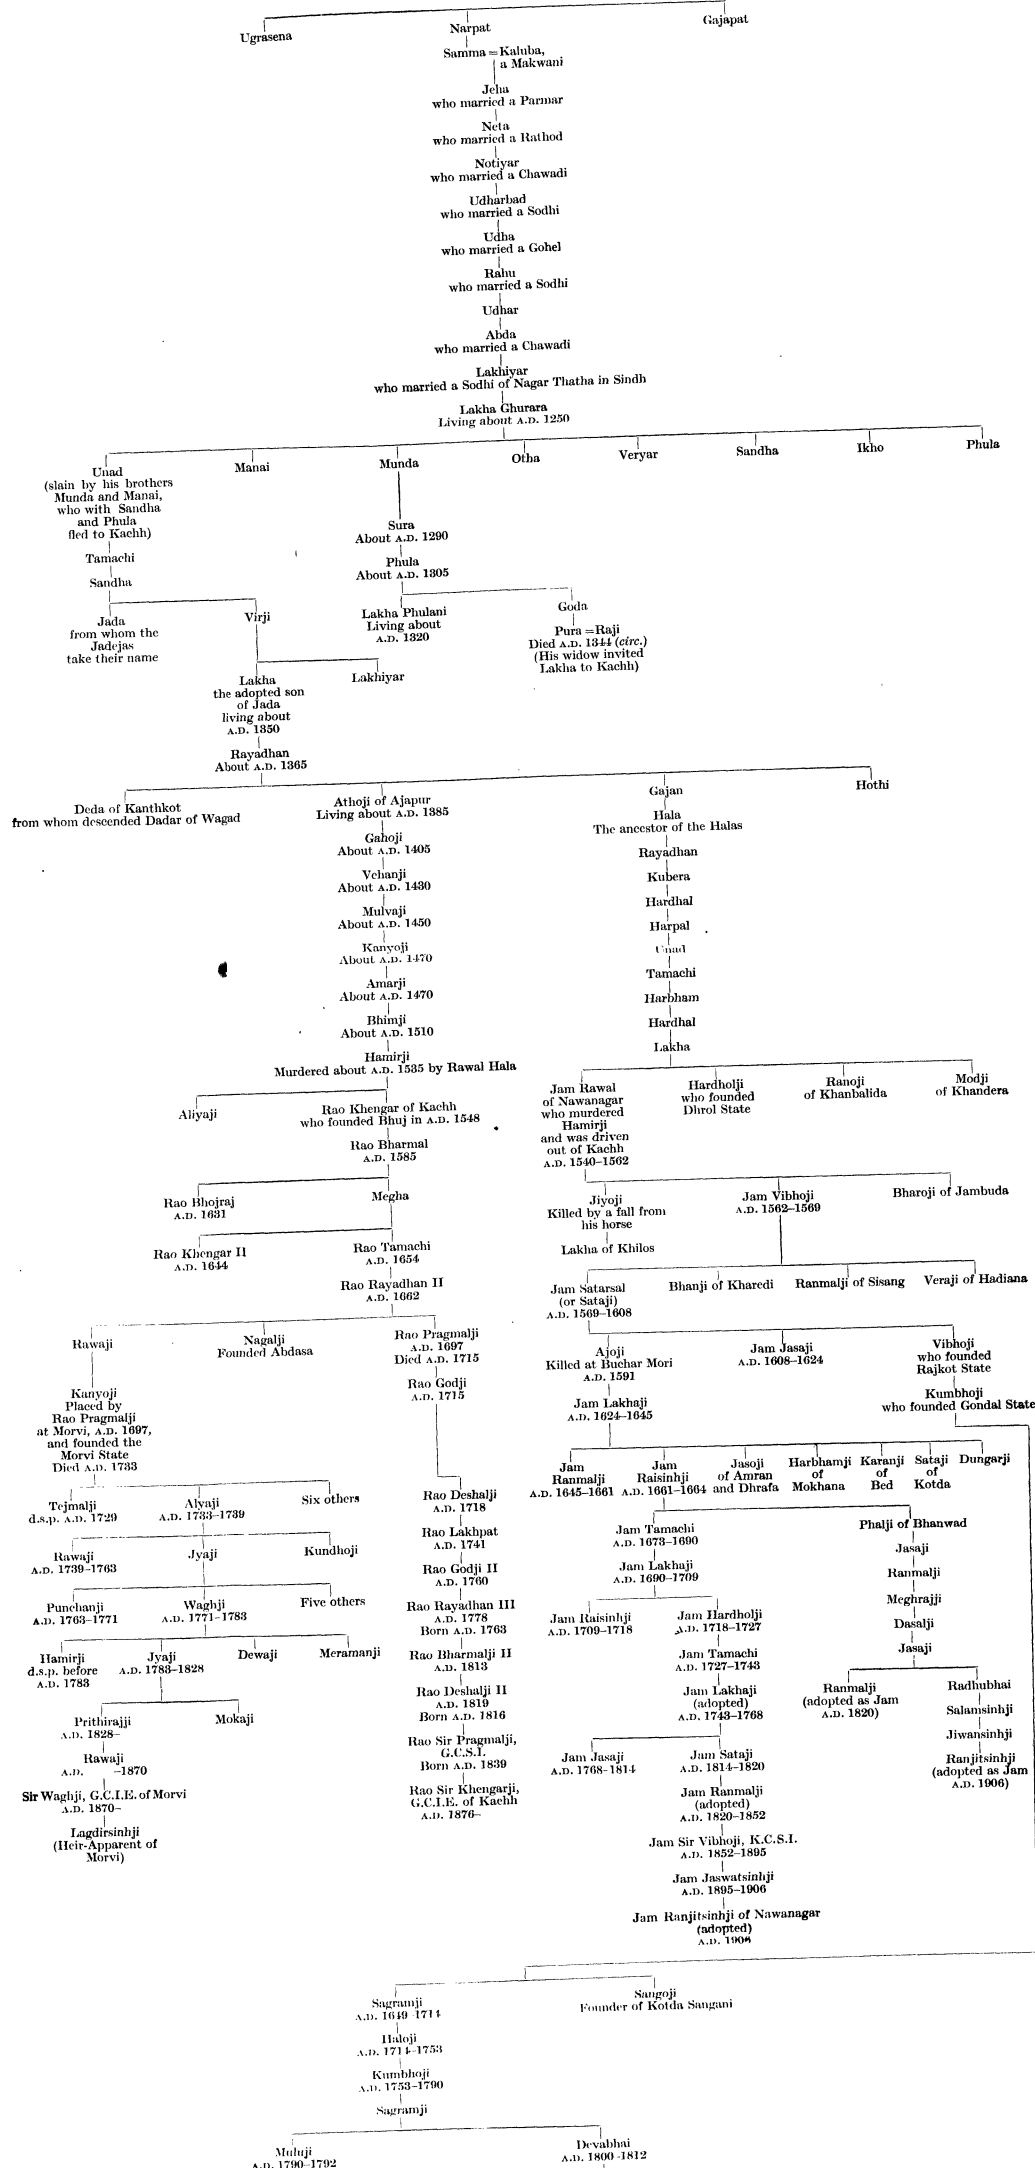 Ugrasena
Narpat
Gajapat
Samma = Kaluba,
a Makwani
Jeha
who married a Parmar
Neta
who married a Rathod
Notiyar
who married a Chawadi
Udharbad
who married a Sodhi
Udha
who married a Gohel
Rahu
who married a Sodhi
Udhar
Abda
who married a Chawadi
Lakhiyar
who married a Sodhi of Nagar Thatha in Sindh
Lakha Ghurara
Living about A.D. 1250
Unad
(slain by his brothers
Munda and Manai,
who with Sandha
and Phula
fled to Kachh)
Manai
Munda
Otha
Veryar
Sandha
Ikho
Phula
Tamachi
Sandha
Sura
About A.D. 1290
Phula
About A.D. 1305
Jada
from whom the
Jadejas
take their name
Virji
Lakha Phulani
Living about
A.D. 1320
Goda
Pura = Raji
Died A.D. 1344 (circ.)
(His widow invited
Lakha to Kachh)
Lakha
the adopted son
of Jada
living about
A.D. 1350
Lakhiyar
Rayadhan
About A.D. 1365
Deda of Kanthkot
from whom descended Dadar of Wagad
Athoji of Ajapur
Living about A.D. 1385
Gajan
Hothi
Gahoji
About A.D. 1405
Vehanji
About A.D. 1430
Mulvaji
About A.D. 1450
Kanyoji
About A.D. 1470
Amarji
About A.D. 1470
Bhimji
About A.D. 1510
Hamirji
Murdered about A.D. 1535 by Rawal Hala
Hala
The ancestor of the Halas
Rayadhan
Kubera
Hardhal
Harpal
Unad
Tamachi
Harbham
Hardhal
Lakha
Aliyaji
Rao Khengar of Kachh
who founded Bhuj in A.D. 1548
Rao Bharmal
A.D. 1585
Jam Rawal
of Nawanagar
who murdered
Hamirji
and was driven
out of Kachh
A.D. 1540–1562
Hardholji
who founded
Dhrol State
Ranoji
of Khanbalida
Modji
of Khandera
Rao Bhojraj
A.D. 1631
Megha
Jiyoji
Killed by a fall from
his horse
Jam Vibhoji
A.D. 1562–1569
Bharoji of Jambuda
Lakha of Khilos
Rao Khengar II
A.D. 1644
Rao Tamachi
A.D. 1654
Rao Rayadhan II
A.D. 1662
Jam Satarsal
(or Sataji)
A.D. 1569–1608
Bhanji of Kharedi
Ranmalji of Sisang
Veraji of Hadiana
Rawaji
Nagalji
Founded Abdasa
Rao Pragmalji
A.D. 1697
Died A.D. 1715
Ajoji
Killed at Buchar Mori
A.D. 1591
Jam Jasaji
A.D. 1608–1624
Vibhoji
who founded
Rajkot State
Kanyoji
Placed by
Rao Pragmalji
at Morvi, A.D. 1697,
and founded the
Morvi State
Died A.D. 1733
Rao Godji
A.D. 1715
Jam Lakhaji
A.D. 1624–1645
Kumbhoji
who founded Gondal State
Jam
Ranmalji
A.D. 1645–1661
Jam
Raisinhji
A.D. 1661–1664
Jasoji
of Amran
and Dhrafa
Harbhamji
of
Mokhana
Karanji
of
Bed
Sataji
of
Kotda
Dungarji
Tejmalji
d.s.p. A.D. 1729
Alyaji
A.D. 1733–1739
Six others
Rao Deshalji
A.D. 1718
Jam Tamachi
A.D. 1673–1690
Phalji of Bhanwad
Rawaji
A.D. 1739–1763
Jyaji
Kundhoji
Rao Lakhpat
A.D. 1741
Jam Lakhaji
A.D. 1690–1709
Jasaji
Ranmalji
Meghrajji
Dasalji
Jasaji
Rao Godji II
A.D. 1760
Punchanji
A.D. 1763–1771
Waghji
A.D. 1771–1783
Five others
Rao Rayadhan III
A.D. 1778
Born A.D. 1763
Jam Raisinhji
A.D. 1709–1718
Jam Hardholji
A.D. 1718–1727
Hamirji
d.s.p. before
A.D. 1783
Jyaji
A.D. 1783–1828
Dewaji
Meramanji
Rao Bharmalji II
A.D. 1813
Jam Tamachi
A.D. 1727–1743
Rao Deshalji II
A.D. 1819
Born A.D. 1816
Jam Lakhaji
(adopted)
A.D. 1743–1768
Ranmalji
(adopted as Jam
A.D. 1820)
Radhubhai
Salamsinhji
Jiwansinhji
Ranjitsinhji
(adopted as Jam
A.D. 1906)
Prithirajji
A.D. 1828–
Mokaji
Rao Sir Pragmalji,
G.C.S.I.
Born A.D. 1839
Jam Jasaji
A.D. 1768–1814
Jam Sataji
A.D. 1814–1820
Rawaji
A.D. –1870
Sir Waghji, G.C.I.E. of Morvi
A.D. 1870–
Lagdirsinhji
(Heir-Apparent of
Morvi)
Rao Sir Khengarji,
G.C.I.E. of Kachh
A.D. 1876–
Jam Ranmalji
(adopted)
A.D. 1820–1852
Jam Sir Vibhoji, K.C.S.I.
A.D. 1852–1895
Jam Jaswatsinhji
A.D. 1895–1906
Jam Ranjitsinhji of Nawanagar
(adopted)
A.D. 1906
Sagramji
A.D. 1649–1714
Sangoji
Founder of Kotda Sangani
Haloji
A.D. 1714–1753
Kumbhoji
A.D. 1753–1790
Sagramji
Muluji
A.D. 1790–1792
Devabhai
A.D. 1800–1812